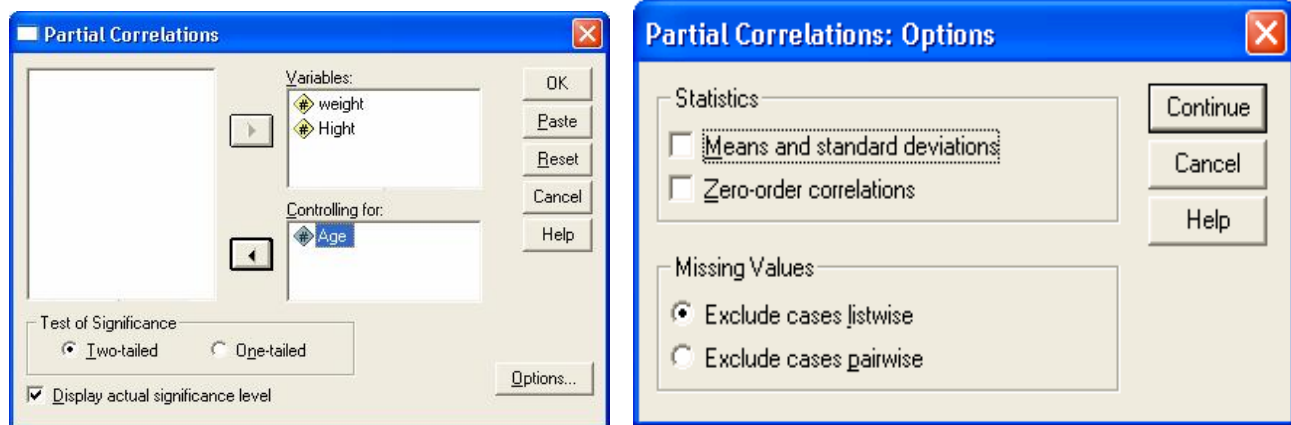 Partial Correlations
Variables:
weight
Hight
Controlling for:
Age
OK
Paste
Reset
Cancel
Help
Test of Significance
Two-tailed One-tailed
Display actual significance level
Options...
Partial Correlations: Options
Statistics
Means and standard deviations
Zero-order correlations
Missing Values
Exclude cases listwise
Exclude cases pairwise
Continue
Cancel
Help